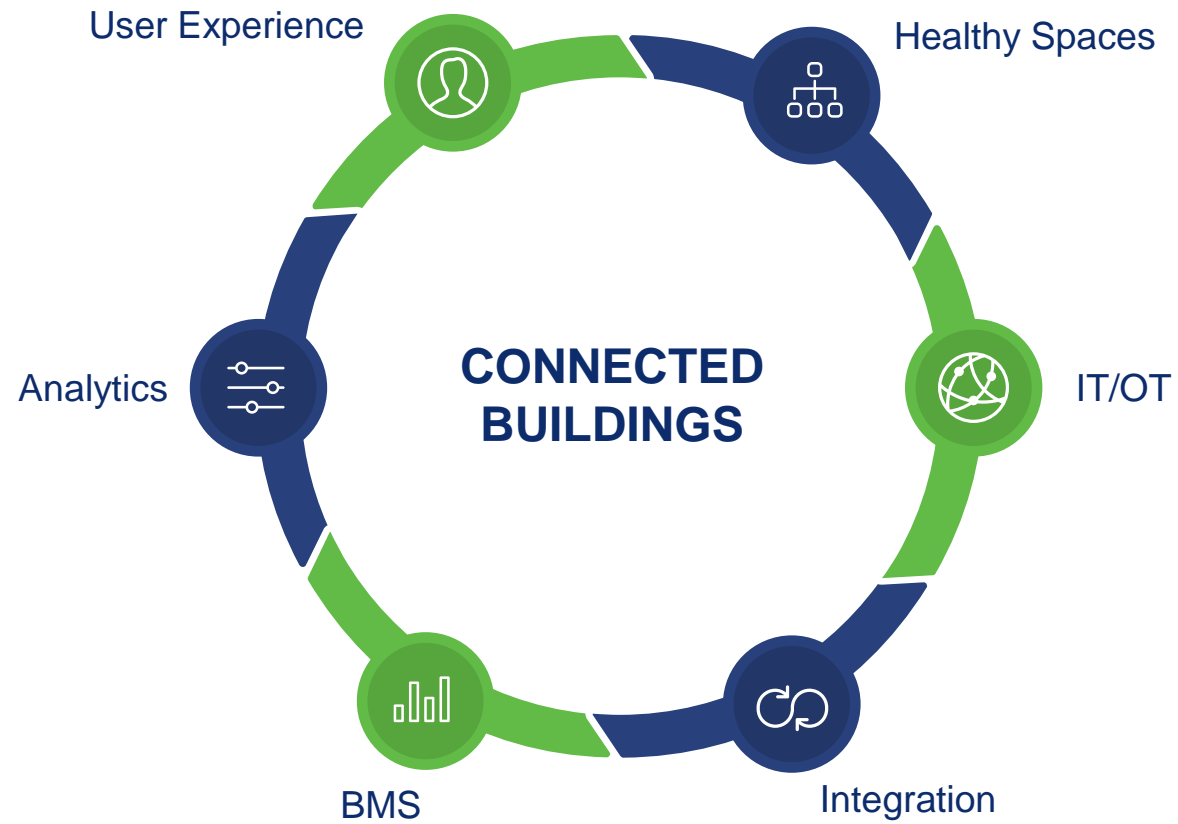 User Experience
Healthy Spaces
Analytics
CONNECTED
BUILDINGS
IT/OT
BMS
Integration